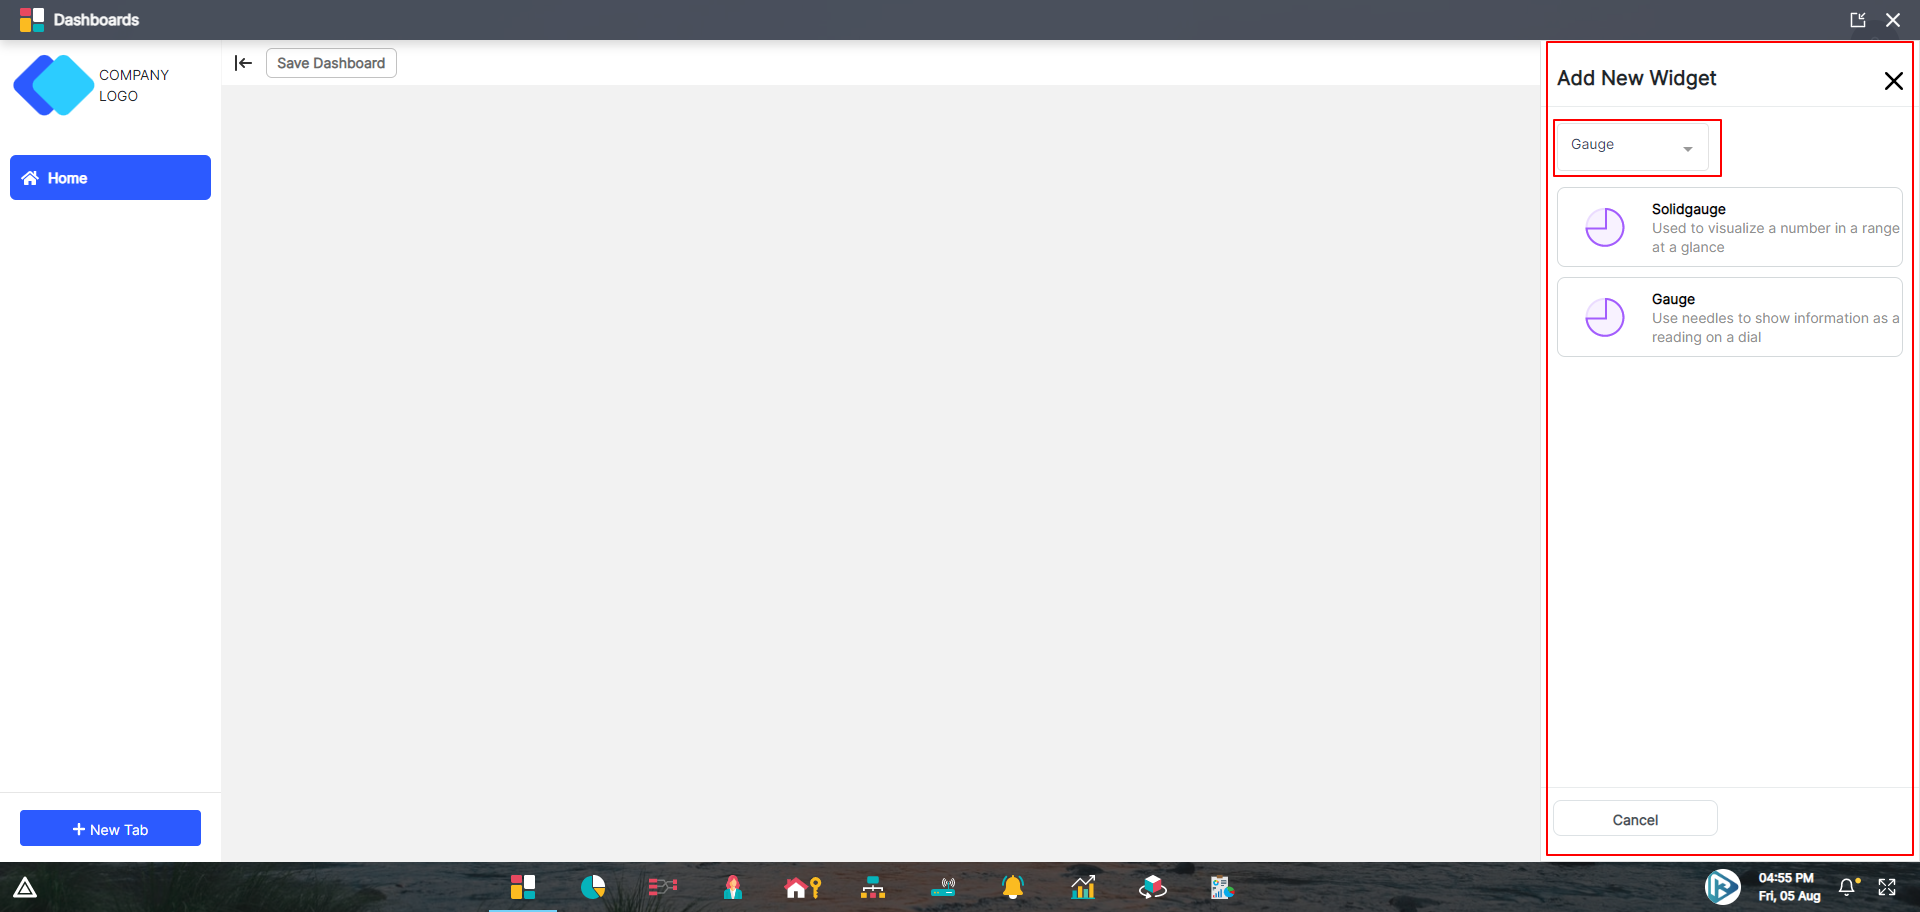 Dashboards
COMPANY
LOGO
Save Dashboard
Home
Add New Widget
Gauge
Solidgauge
Used to visualize a number in a range
at a glance
Gauge
Use needles to show information as a
reading on a dial
Cancel
+ New Tab
04:55 PM
Fri, 05 Aug